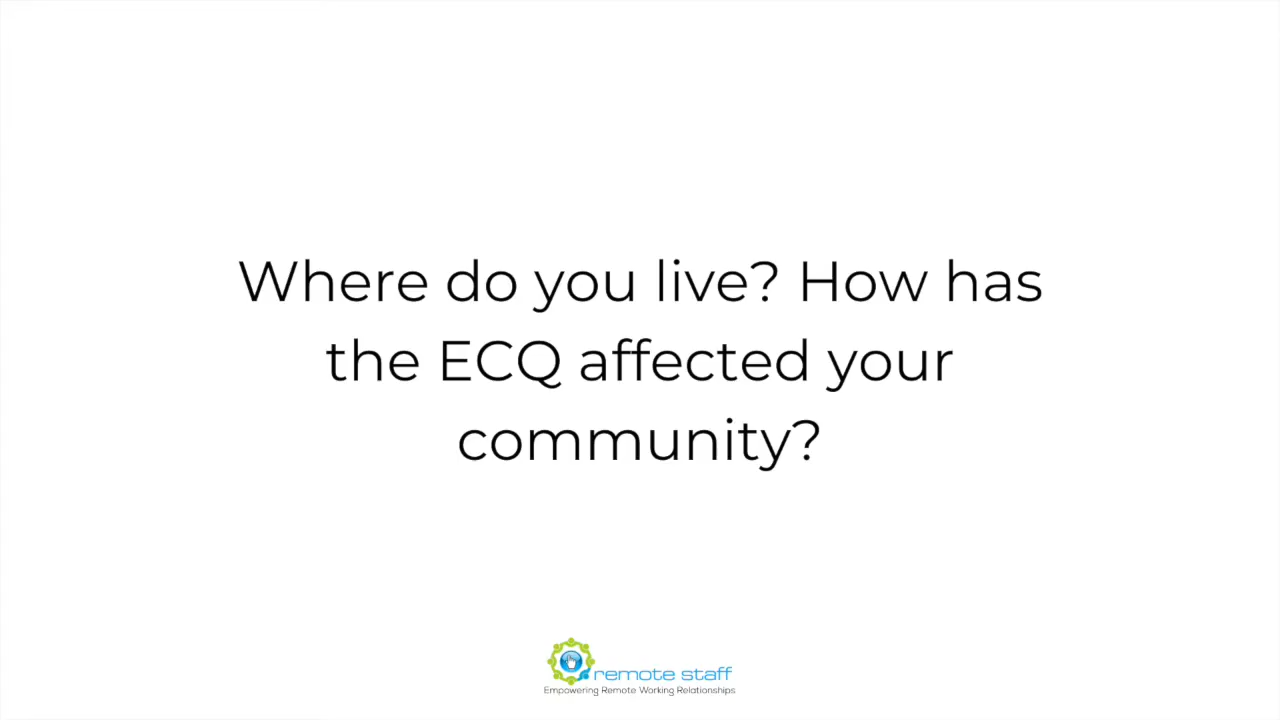 Where do you live? How has
the ECQ affected your
community?
remote staff
Empowering Remote Working Relationships